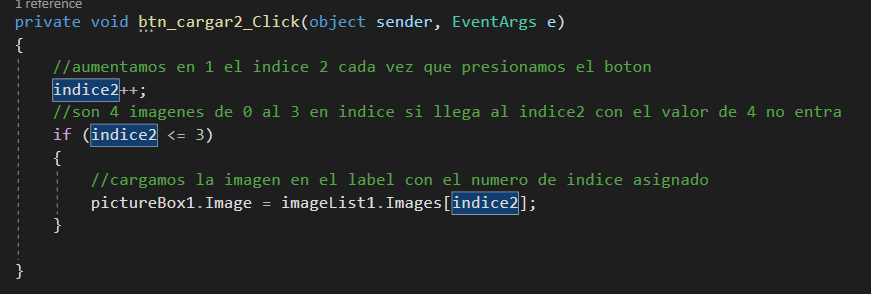 1 reference
private void btn_cargar2_Click(object sender, EventArgs e)
{
//aumentamos en 1 el indice 2 cada vez que presionamos el boton
indice2++;
//son 4 imagenes de 0 al 3 en indice si llega al indice2 con el valor de 4 no entra
if (indice2 <= 3)
{
//cargamos la imagen en el label con el numero de indice asignado
pictureBox1.Image = imageList1.Images[indice2];
}
}